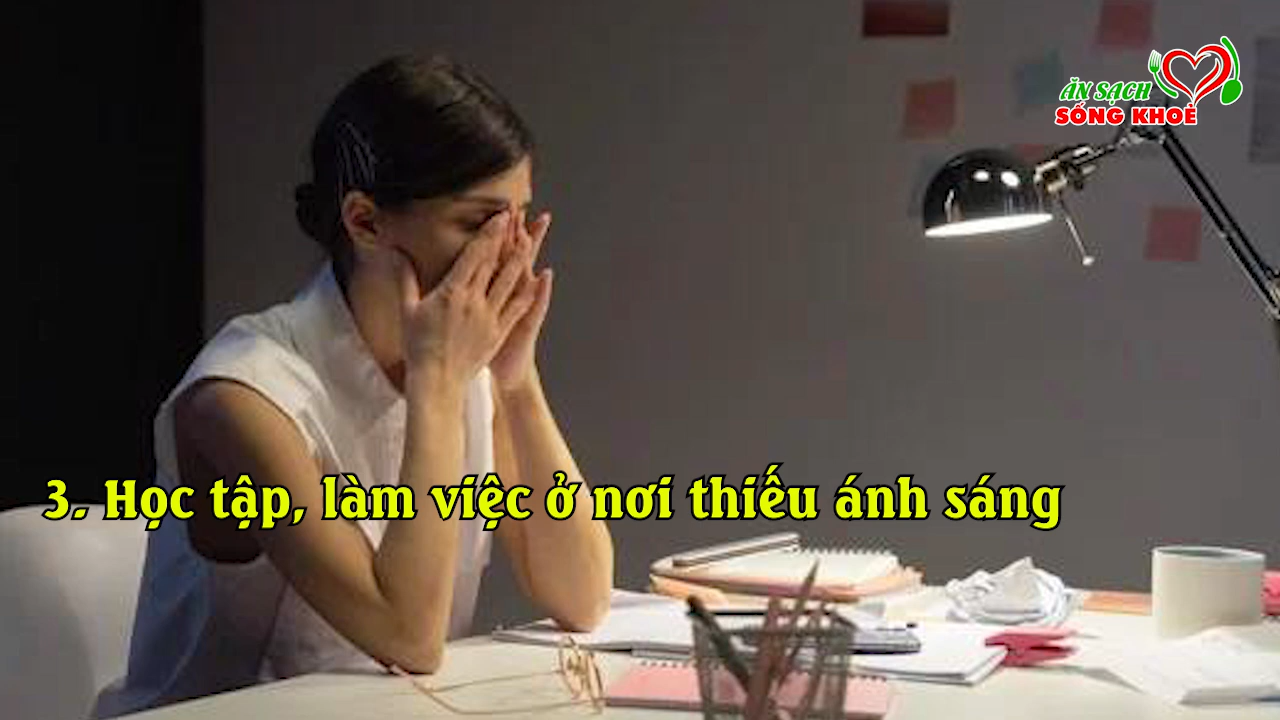 ĂN SẠCH
SỐNG KHOẺ
3. Học tập, làm việc ở nơi thiếu ánh sáng